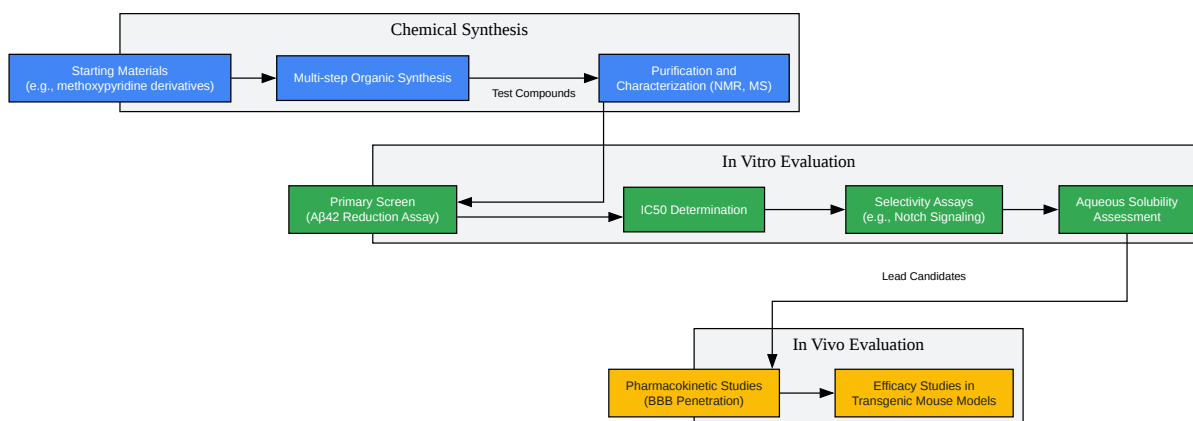 Chemical Synthesis
Starting Materials
(e.g., methoxypyridine derivatives)
Multi-step Organic Synthesis
Purification and
Characterization (NMR, MS)
Test Compounds
In Vitro Evaluation
Primary Screen
(Aβ42 Reduction Assay)
IC50 Determination
Selectivity Assays
(e.g., Notch Signaling)
Aqueous Solubility
Assessment
Lead Candidates
In Vivo Evaluation
Pharmacokinetic Studies
(BBB Penetration)
Efficacy Studies in
Transgenic Mouse Models